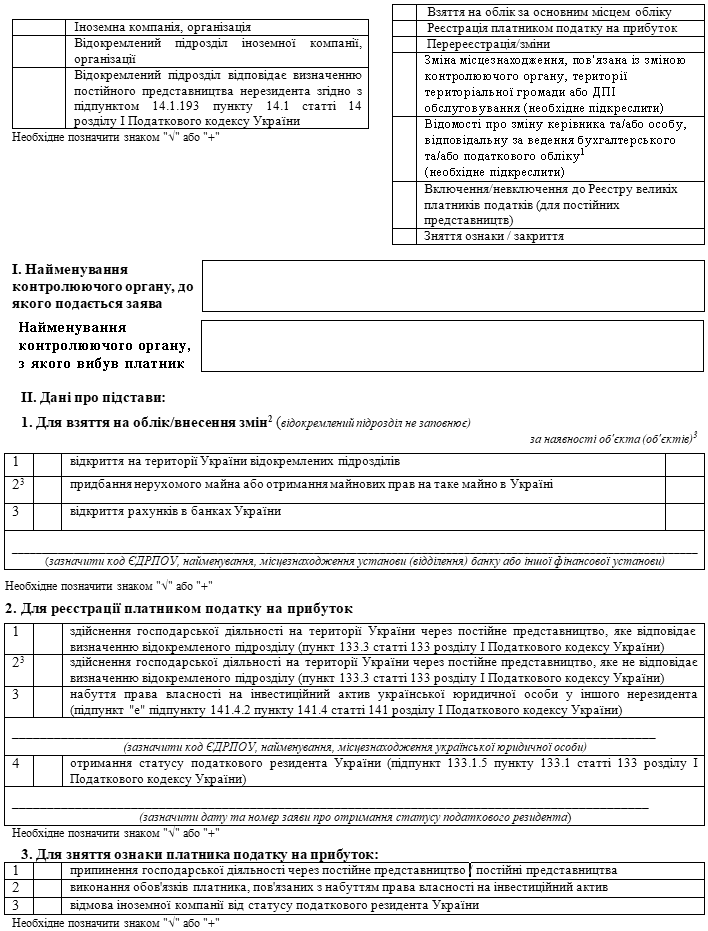 Іноземна компанія, організація
Відокремлений підрозділ іноземної компанії,
організації
Відокремлений підрозділ відповідає визначенню
постійного представництва нерезидента згідно з
підпунктом 14.1.193 пункту 14.1 статті 14
розділу I Податкового кодексу України
Необхідне позначити знаком "√" або "+"
Взяття на облік за основним місцем обліку
Реєстрація платником податку на прибуток
Перереєстрація/зміни
Зміна місцезнаходження, пов'язана із зміною
контролюючого органу, території
територіальної громади або ДПІ
обслуговування (необхідне підкреслити)
Відомості про зміну керівника та/або особу,
відповідальну за ведення бухгалтерського
та/або податкового обліку¹
(необхідне підкреслити)
Включення/невключення до Реєстру великих
платників податків (для постійних
представництв)
Зняття ознаки / закриття
I. Найменування
контролюючого органу, до
якого подається заява
Найменування
контролюючого органу,
з якого вибув платник
II. Дані про підстави:
1. Для взяття на облік/внесення змін² (відокремлений підрозділ не заповнює)
за наявності об'єкта (об'єктів)³
1 відкриття на території України відокремлених підрозділів
2³ придбання нерухомого майна або отримання майнових прав на таке майно в Україні
3 відкриття рахунків в банках України
(зазначити код ЄДРПОУ, найменування, місцезнаходження установи (відділення) банку або іншої фінансової установи)
Необхідне позначити знаком "√" або "+"
2. Для реєстрації платником податку на прибуток
1 здійснення господарської діяльності на території України через постійне представництво, яке відповідає
визначенню відокремленого підрозділу (пункт 133.3 статті 133 розділу I Податкового кодексу України)
2³ здійснення господарської діяльності на території України через постійне представництво, яке не відповідає
визначенню відокремленого підрозділу (пункт 133.3 статті 133 розділу I Податкового кодексу України)
3 набуття права власності на інвестиційний актив української юридичної особи у іншого нерезидента
(підпункт "е" підпункту 141.4.2 пункту 141.4 статті 141 розділу I Податкового кодексу України)
(зазначити код ЄДРПОУ, найменування, місцезнаходження української юридичної особи)
4 отримання статусу податкового резидента України (підпункт 133.1.5 пункту 133.1 статті 133 розділу I
Податкового кодексу України)
(зазначити дату та номер заяви про отримання статусу податкового резидента)
Необхідне позначити знаком "√" або "+"
3. Для зняття ознаки платника податку на прибуток:
1 припинення господарської діяльності через постійне представництво / постійні представництва
2 виконання обов'язків платника, пов'язаних з набуттям права власності на інвестиційний актив
3 відмова іноземної компанії від статусу податкового резидента України
Необхідне позначити знаком "√" або "+"